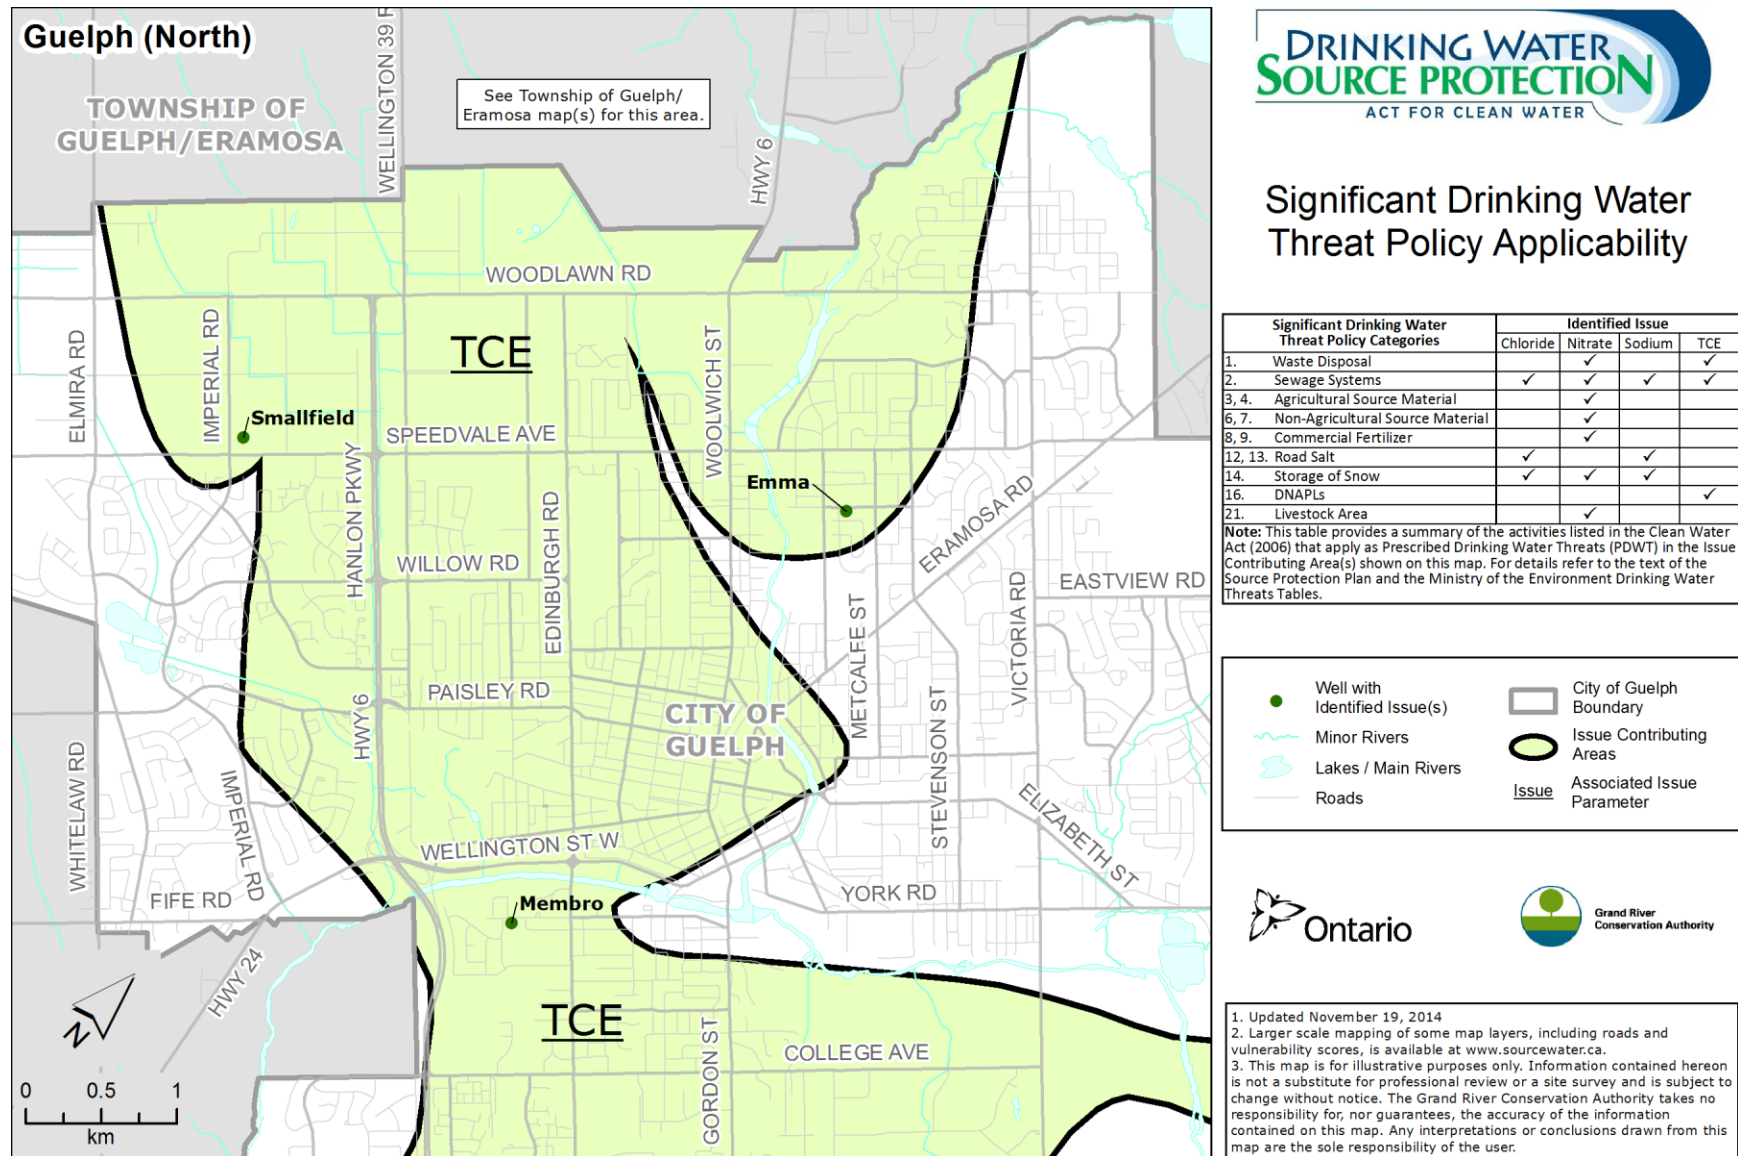 Guelph (North)
TOWNSHIP OF
GUELPH/ERAMOSA
WELLINGTON 39 R
See Township of Guelph/
Eramosa map(s) for this area.
HWY 6
WOODLAWN RD
ELMIRA RD
IMPERIAL RD
TCE
WOOLWICH ST
Smallfield
SPEEDVALE AVE
HANLON PKWY
Emma
EDINBURGH RD
ERAMOSA RD
WILLOW RD
EASTVIEW RD
METCALFE ST
VICTORIA RD
PAISLEY RD
HWY 6
CITY OF
GUELPH
STEVENSON ST
WHITELAW RD
IMPERIAL RD
ELIZABETH ST
WELLINGTON ST W
FIFE RD
YORK RD
Membro
HWY 24
TCE
GORDON ST
COLLEGE AVE
N
0 0.5 1
km
DRINKING WATER
SOURCE PROTECTION
ACT FOR CLEAN WATER
Significant Drinking Water
Threat Policy Applicability
Significant Drinking Water
Threat Policy Categories
Identified Issue
Chloride Nitrate Sodium TCE
1. Waste Disposal ✓ ✓
2. Sewage Systems ✓ ✓ ✓ ✓
3, 4. Agricultural Source Material ✓
6, 7. Non-Agricultural Source Material ✓
8, 9. Commercial Fertilizer ✓
12, 13. Road Salt ✓ ✓
14. Storage of Snow ✓ ✓ ✓
16. DNAPLs ✓
21. Livestock Area ✓
Note: This table provides a summary of the activities listed in the Clean Water
Act (2006) that apply as Prescribed Drinking Water Threats (PDWT) in the Issue
Contributing Area(s) shown on this map. For details refer to the text of the
Source Protection Plan and the Ministry of the Environment Drinking Water
Threats Tables.
Well with
Identified Issue(s)
Minor Rivers
Lakes / Main Rivers
Roads
City of Guelph
Boundary
Issue Contributing
Areas
Issue
Associated Issue
Parameter
Ontario
Grand River
Conservation Authority
1. Updated November 19, 2014
2. Larger scale mapping of some map layers, including roads and
vulnerability scores, is available at www.sourcewater.ca.
3. This map is for illustrative purposes only. Information contained hereon
is not a substitute for professional review or a site survey and is subject to
change without notice. The Grand River Conservation Authority takes no
responsibility for, nor guarantees, the accuracy of the information
contained on this map. Any interpretations or conclusions drawn from this
map are the sole responsibility of the user.